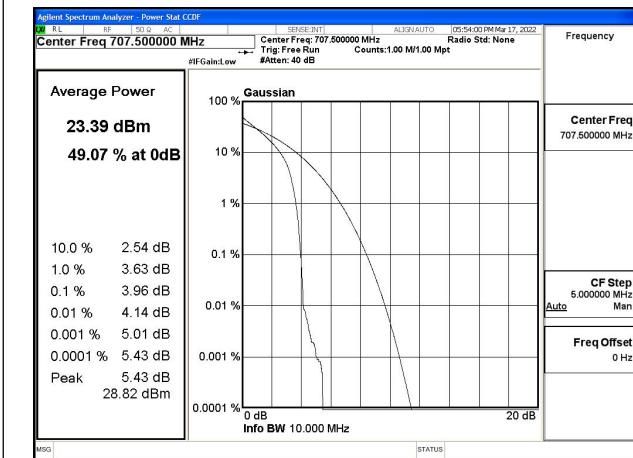 Agilent Spectrum Analyzer - Power Stat CCDF
RL RF 50 Ω AC SENSE:INT ALIGNAUTO 05:54:00 PM Mar 17, 2022
Center Freq 707.500000 MHz
Center Freq: 707.500000 MHz Radio Std: None
Trig: Free Run Counts:1.00 M/1.00 Mpt
#IFGain:Low #Atten: 40 dB
Frequency
Average Power
23.39 dBm
49.07 % at 0dB
10.0 % 2.54 dB
1.0 % 3.63 dB
0.1 % 3.96 dB
0.01 % 4.14 dB
0.001 % 5.01 dB
0.0001 % 5.43 dB
Peak 5.43 dB
28.82 dBm
Gaussian
100 %
10 %
1 %
0.1 %
0.01 %
0.001 %
0.0001 %
0 dB 20 dB
Info BW 10.000 MHz
Center Freq
707.500000 MHz
CF Step
5.000000 MHz
Auto Man
Freq Offset
0 Hz
MSG STATUS